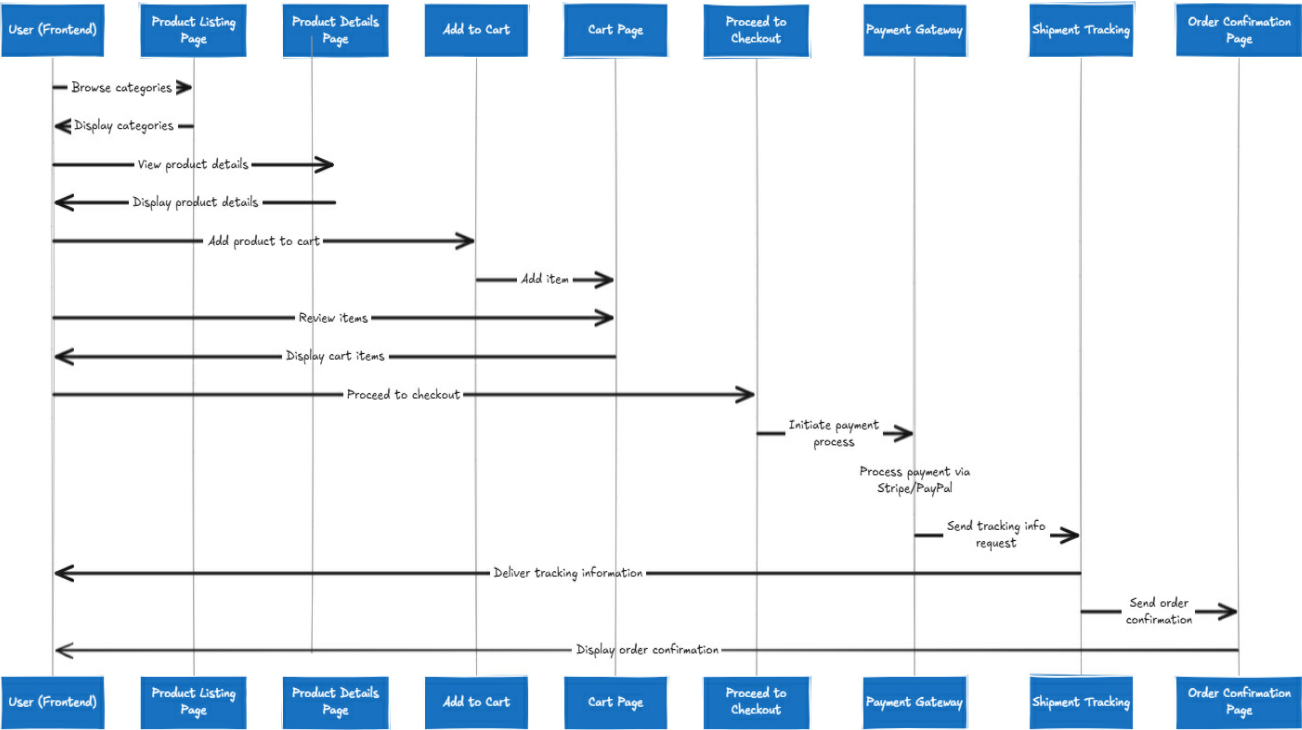 User (Frontend)
Product Listing
Page
Product Details
Page
Add to Cart
Cart Page
Proceed to
Checkout
Payment Gateway
Shipment Tracking
Order Confirmation
Page
Browse categories
Display categories
View product details
Display product details
Add product to cart
Add item
Review items
Display cart items
Proceed to checkout
Initiate payment
process
Process payment via
Stripe/PayPal
Send tracking info
request
Deliver tracking information
Send order
confirmation
Display order confirmation
User (Frontend)
Product Listing
Page
Product Details
Page
Add to Cart
Cart Page
Proceed to
Checkout
Payment Gateway
Shipment Tracking
Order Confirmation
Page